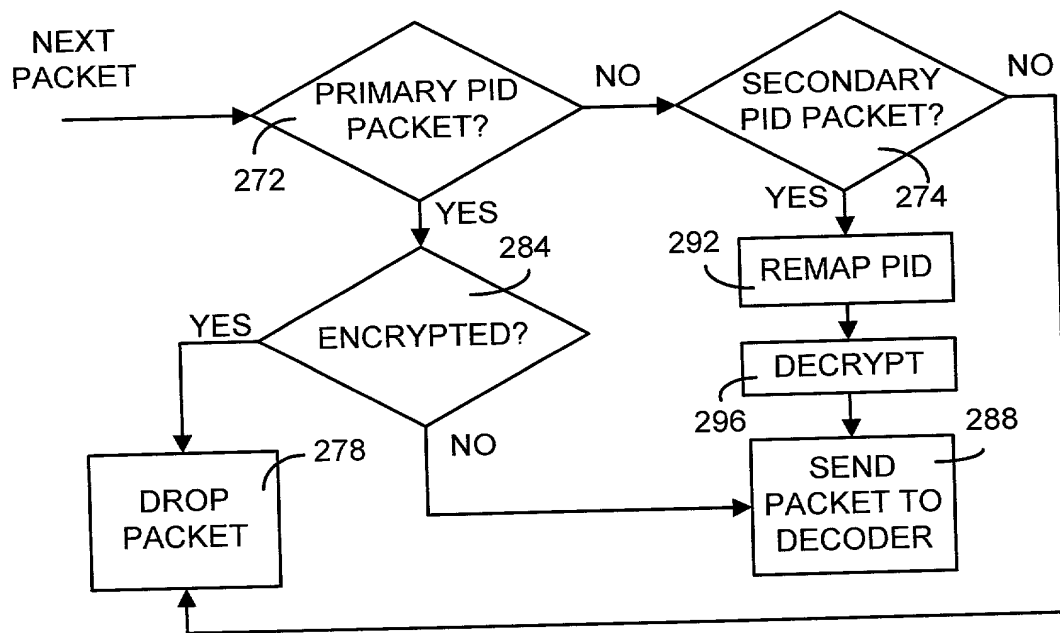 NEXT
PACKET
PRIMARY PID
PACKET?
272
NO
SECONDARY
PID PACKET?
274
NO
YES
284
YES
292
REMAP PID
YES
ENCRYPTED?
DECRYPT
296
NO
278
DROP
PACKET
288
SEND
PACKET TO
DECODER